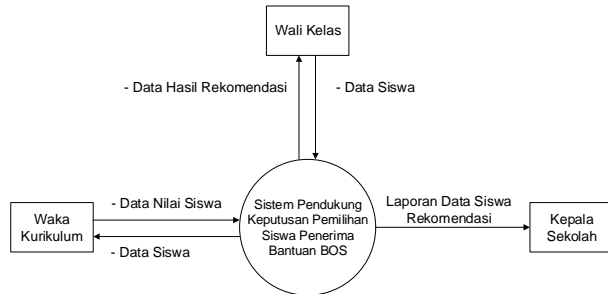 Wali Kelas
- Data Hasil Rekomendasi
- Data Siswa
Waka
Kurikulum
- Data Nilai Siswa
- Data Siswa
Sistem Pendukung
Keputusan Pemilihan
Siswa Penerima
Bantuan BOS
Laporan Data Siswa
Rekomendasi
Kepala
Sekolah